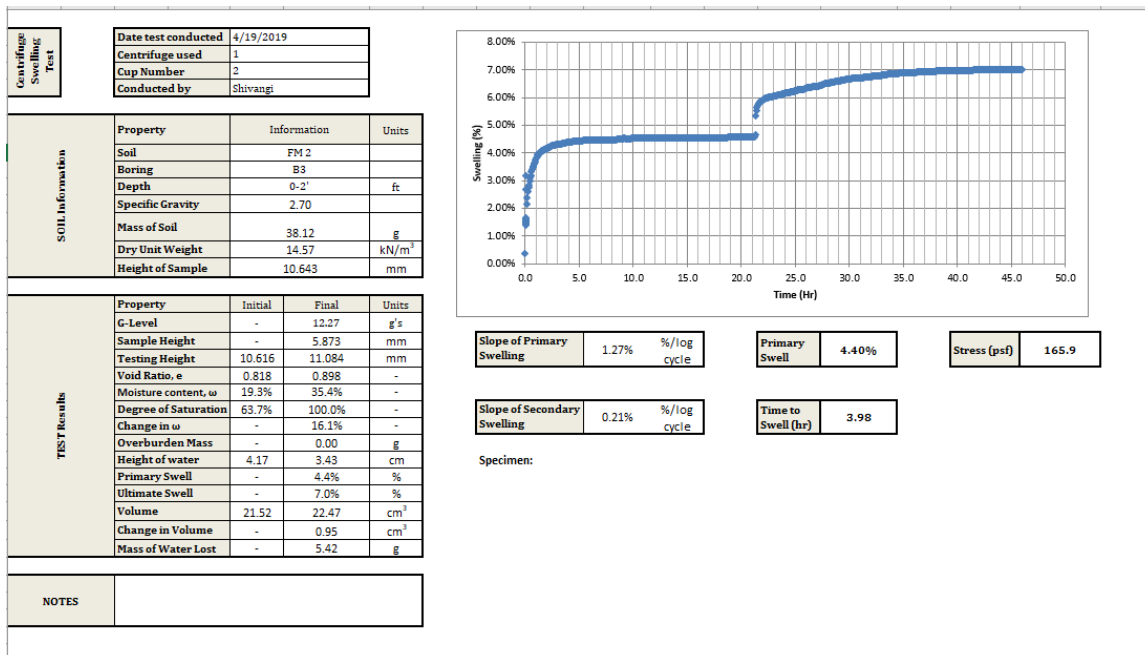 Centrifuge
Swelling
Test
Date test conducted 4/19/2019
Centrifuge used 1
Cup Number 2
Conducted by Shivangi
SOIL Information
Property Information Units
Soil FM 2
Boring B3
Depth 0-2' ft
Specific Gravity 2.70
Mass of Soil 38.12 g
Dry Unit Weight 14.57 kN/m³
Height of Sample 10.643 mm
TEST Results
Property Initial Final Units
G-Level - 12.27 g's
Sample Height - 5.873 mm
Testing Height 10.616 11.084 mm
Void Ratio, e 0.818 0.898 -
Moisture content, ω 19.3% 35.4% -
Degree of Saturation 63.7% 100.0% -
Change in ω - 16.1% -
Overburden Mass - 0.00 g
Height of water 4.17 3.43 cm
Primary Swell - 4.4% %
Ultimate Swell - 7.0% %
Volume 21.52 22.47 cm³
Change in Volume - 0.95 cm³
Mass of Water Lost - 5.42 g
NOTES
Swelling (%)
8.00%
7.00%
6.00%
5.00%
4.00%
3.00%
2.00%
1.00%
0.00%
0.0 5.0 10.0 15.0 20.0 25.0 30.0 35.0 40.0 45.0 50.0
Time (Hr)
Slope of Primary
Swelling
1.27%
%/log
cycle
Primary
Swell
4.40%
Stress (psf) 165.9
Slope of Secondary
Swelling
0.21%
%/log
cycle
Time to
Swell (hr)
3.98
Specimen: